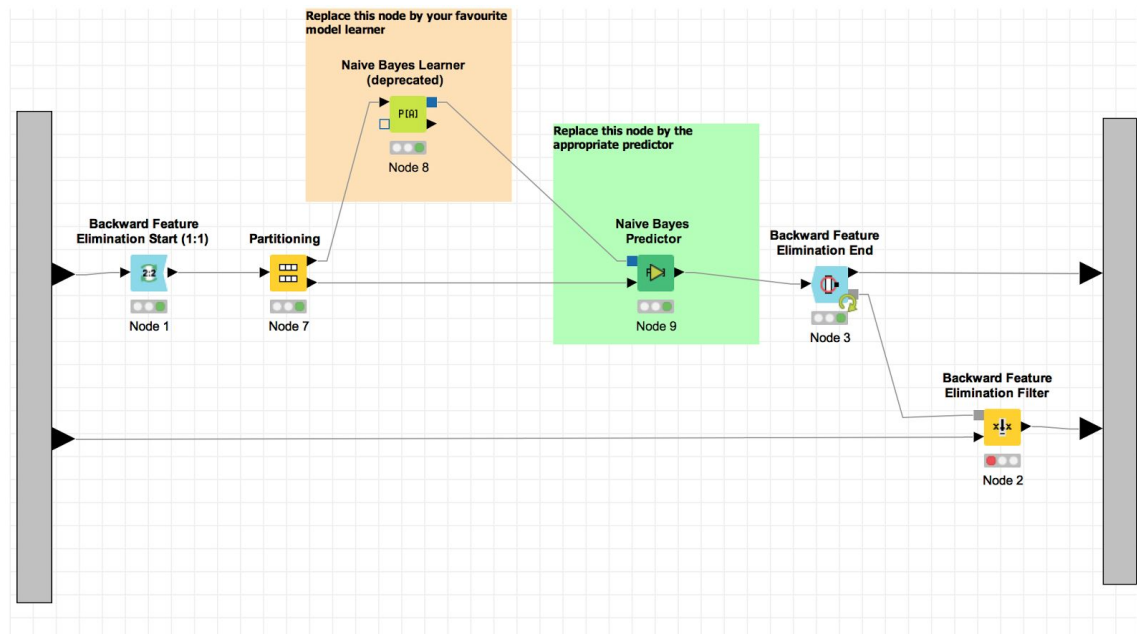 Replace this node by your favourite
model learner
Naive Bayes Learner
(deprecated)
P[A]
Node 8
Replace this node by the
appropriate predictor
Backward Feature
Elimination Start (1:1)
2:2
Node 1
Partitioning
Node 7
Naive Bayes
Predictor
Node 9
Backward Feature
Elimination End
Node 3
Backward Feature
Elimination Filter
Node 2